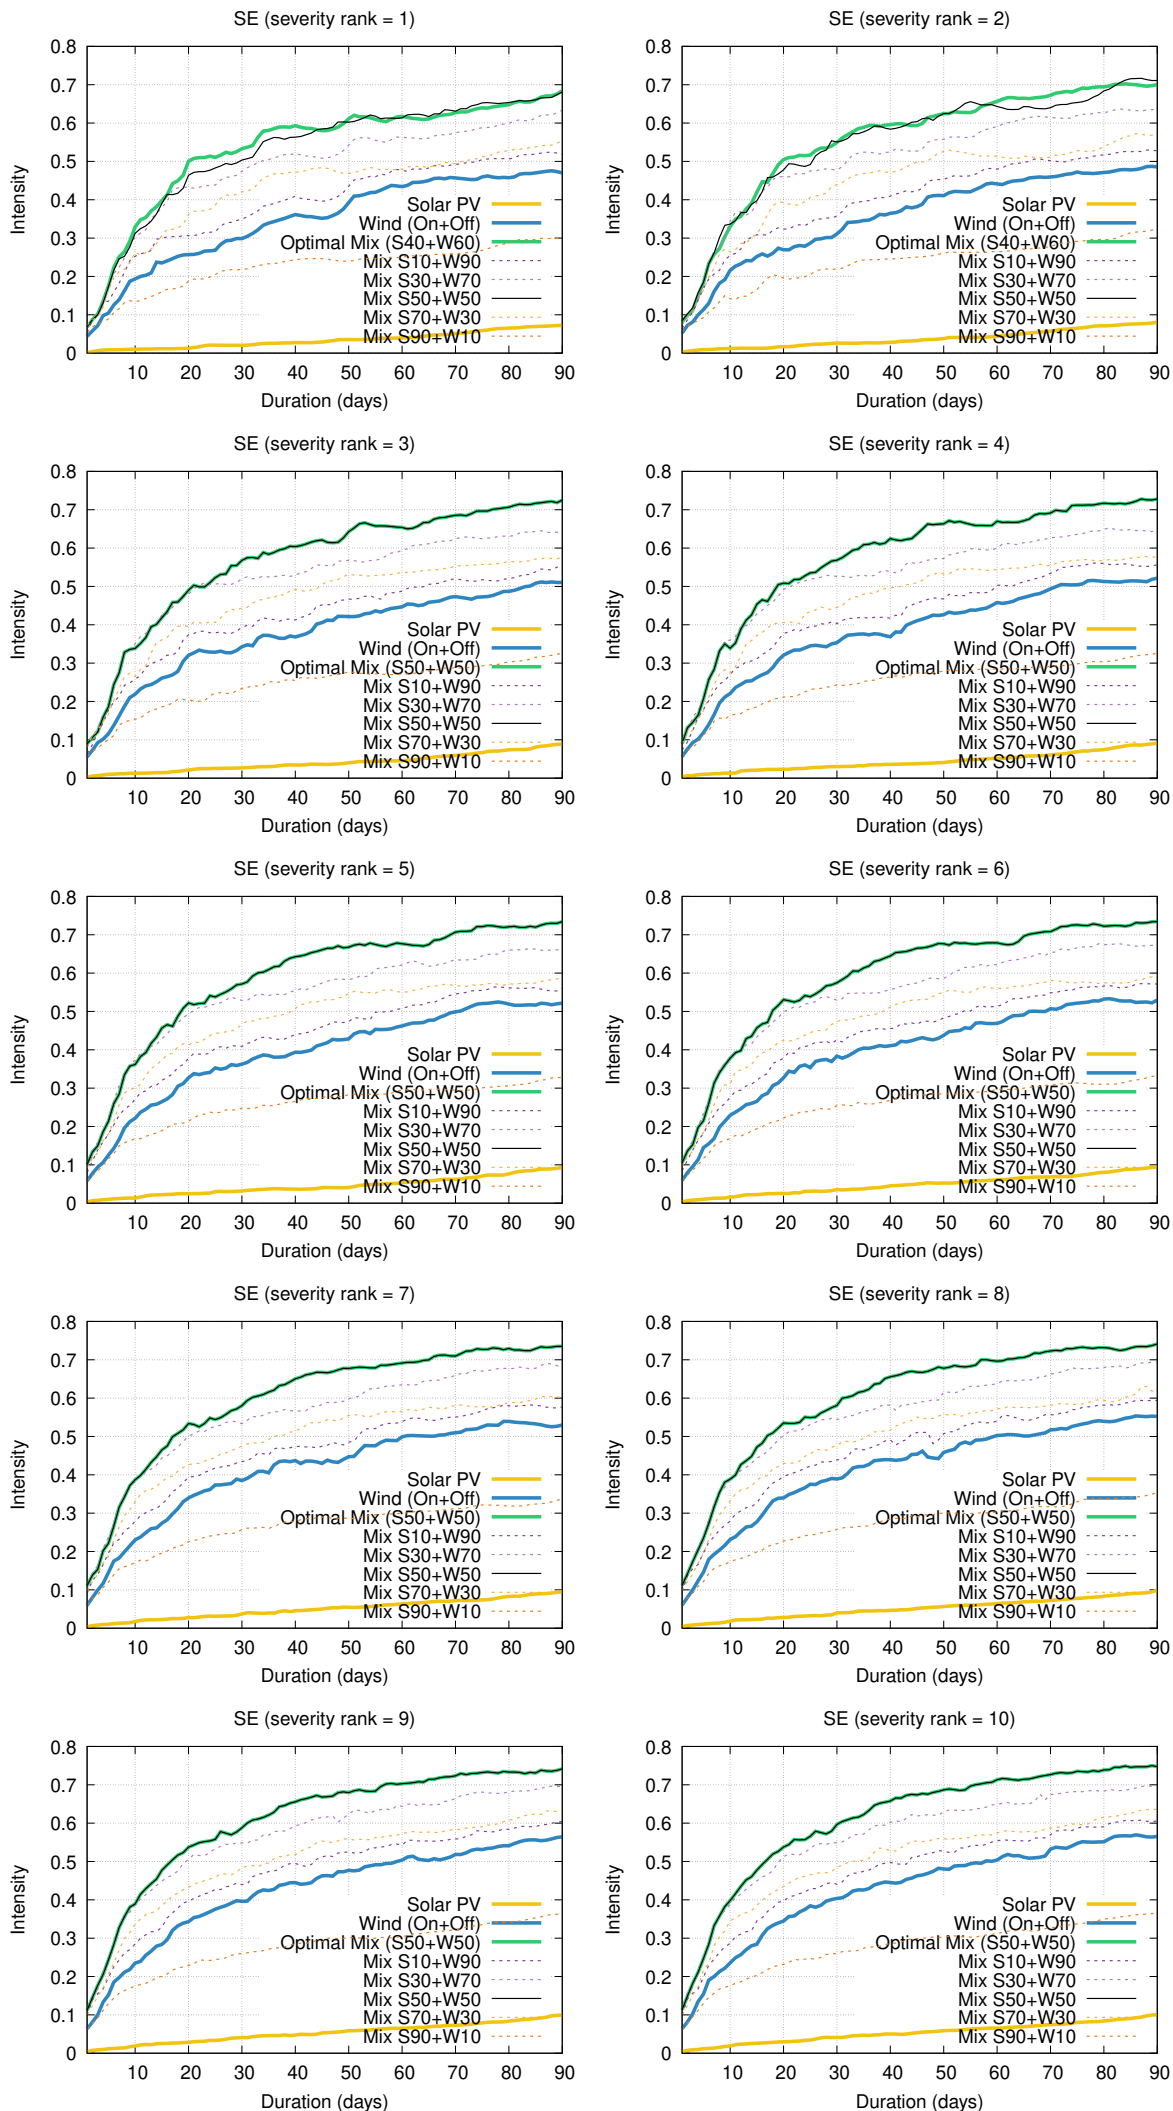 SE (severity rank = 1)
0.8
0.7
0.6
0.5
0.4
0.3
0.2
0.1
0
Intensity
Solar PV
Wind (On+Off)
Optimal Mix (S40+W60)
Mix S10+W90
Mix S30+W70
Mix S50+W50
Mix S70+W30
Mix S90+W10
10 20 30 40 50 60 70 80 90
Duration (days)
SE (severity rank = 2)
0.8
0.7
0.6
0.5
0.4
0.3
0.2
0.1
0
Intensity
Solar PV
Wind (On+Off)
Optimal Mix (S40+W60)
Mix S10+W90
Mix S30+W70
Mix S50+W50
Mix S70+W30
Mix S90+W10
10 20 30 40 50 60 70 80 90
Duration (days)
SE (severity rank = 3)
0.8
0.7
0.6
0.5
0.4
0.3
0.2
0.1
0
Intensity
Solar PV
Wind (On+Off)
Optimal Mix (S50+W50)
Mix S10+W90
Mix S30+W70
Mix S50+W50
Mix S70+W30
Mix S90+W10
10 20 30 40 50 60 70 80 90
Duration (days)
SE (severity rank = 4)
0.8
0.7
0.6
0.5
0.4
0.3
0.2
0.1
0
Intensity
Solar PV
Wind (On+Off)
Optimal Mix (S50+W50)
Mix S10+W90
Mix S30+W70
Mix S50+W50
Mix S70+W30
Mix S90+W10
10 20 30 40 50 60 70 80 90
Duration (days)
SE (severity rank = 5)
0.8
0.7
0.6
0.5
0.4
0.3
0.2
0.1
0
Intensity
Solar PV
Wind (On+Off)
Optimal Mix (S50+W50)
Mix S10+W90
Mix S30+W70
Mix S50+W50
Mix S70+W30
Mix S90+W10
10 20 30 40 50 60 70 80 90
Duration (days)
SE (severity rank = 6)
0.8
0.7
0.6
0.5
0.4
0.3
0.2
0.1
0
Intensity
Solar PV
Wind (On+Off)
Optimal Mix (S50+W50)
Mix S10+W90
Mix S30+W70
Mix S50+W50
Mix S70+W30
Mix S90+W10
10 20 30 40 50 60 70 80 90
Duration (days)
SE (severity rank = 7)
0.8
0.7
0.6
0.5
0.4
0.3
0.2
0.1
0
Intensity
Solar PV
Wind (On+Off)
Optimal Mix (S50+W50)
Mix S10+W90
Mix S30+W70
Mix S50+W50
Mix S70+W30
Mix S90+W10
10 20 30 40 50 60 70 80 90
Duration (days)
SE (severity rank = 8)
0.8
0.7
0.6
0.5
0.4
0.3
0.2
0.1
0
Intensity
Solar PV
Wind (On+Off)
Optimal Mix (S50+W50)
Mix S10+W90
Mix S30+W70
Mix S50+W50
Mix S70+W30
Mix S90+W10
10 20 30 40 50 60 70 80 90
Duration (days)
SE (severity rank = 9)
0.8
0.7
0.6
0.5
0.4
0.3
0.2
0.1
0
Intensity
Solar PV
Wind (On+Off)
Optimal Mix (S50+W50)
Mix S10+W90
Mix S30+W70
Mix S50+W50
Mix S70+W30
Mix S90+W10
10 20 30 40 50 60 70 80 90
Duration (days)
SE (severity rank = 10)
0.8
0.7
0.6
0.5
0.4
0.3
0.2
0.1
0
Intensity
Solar PV
Wind (On+Off)
Optimal Mix (S50+W50)
Mix S10+W90
Mix S30+W70
Mix S50+W50
Mix S70+W30
Mix S90+W10
10 20 30 40 50 60 70 80 90
Duration (days)